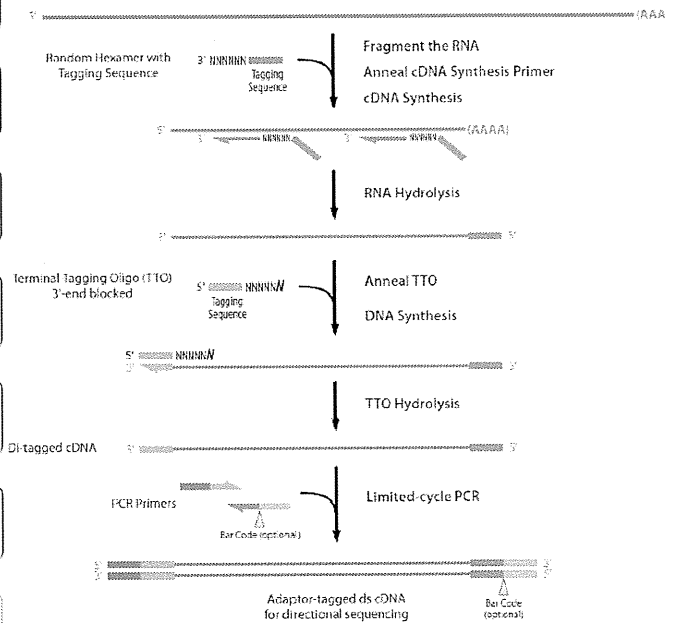 5' (AAA
Random Hexamer with
Tagging Sequence
3' NNNNNN
Tagging
Sequence
Fragment the RNA
Anneal cDNA Synthesis Primer
cDNA Synthesis
5' (AAAA)
3' NNNNNN 3' NNNNNN
RNA Hydrolysis
3' 5'
Terminal Tagging Oligo (TTO)
3'-end blocked
5' NNNNNN
Tagging
Sequence
Anneal TTO
DNA Synthesis
5' NNNNNN
3' 5'
TTO Hydrolysis
Di-tagged cDNA
3' 5'
PCR Primers
Bar Code (optional)
Limited-cycle PCR
5' 3'
3' 5'
Adaptor-tagged ds cDNA
for directional sequencing
Bar Code
(optional)